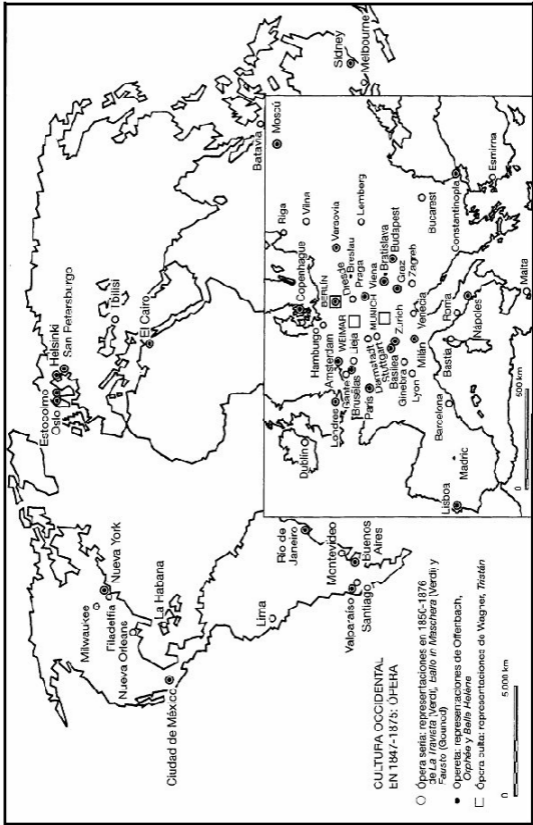 Milwaukee
Nueva York
Filadelfia
Nueva Orleans
La Habana
Ciudad de México
Lima
Río de
Janeiro
Montevideo
Buenos
Aires
Valparaíso
Santiago
Estocolmo
Oslo
Helsinki
San Petersburgo
Tbilisi
El Cairo
Batavia
Sidney
Melbourne
CULTURA OCCIDENTAL
EN 1847-1875: ÓPERA
Ópera seria: representaciones en 1850-1876
de La Traviata (Verdi), Ballo in Maschera (Verdi) y
Fausto (Gounod)
Opereta: representaciones de Offenbach,
Orphée y Belle Hélène
Ópera culta: representaciones de Wagner, Tristán
0
5.000 km
Moscú
Riga
Vilna
Copenhague
Hamburgo
BERLÍN
Varsovia
Dublín
Londres
Amsterdam
WEIMAR
Dresde
Breslau
Lemberg
Gante
Lieja
Bruselas
Praga
París
Darmstadt
MUNICH
Viena
Bratislava
Stuttgart
Budapest
Basilea
Zurich
Graz
Zagreb
Ginebra
Lyon
Milán
Venecia
Bucarest
Barcelona
Bastia
Roma
Nápoles
Constantinopla
Lisboa
Madrid
Esmirna
Malta
0
500 km